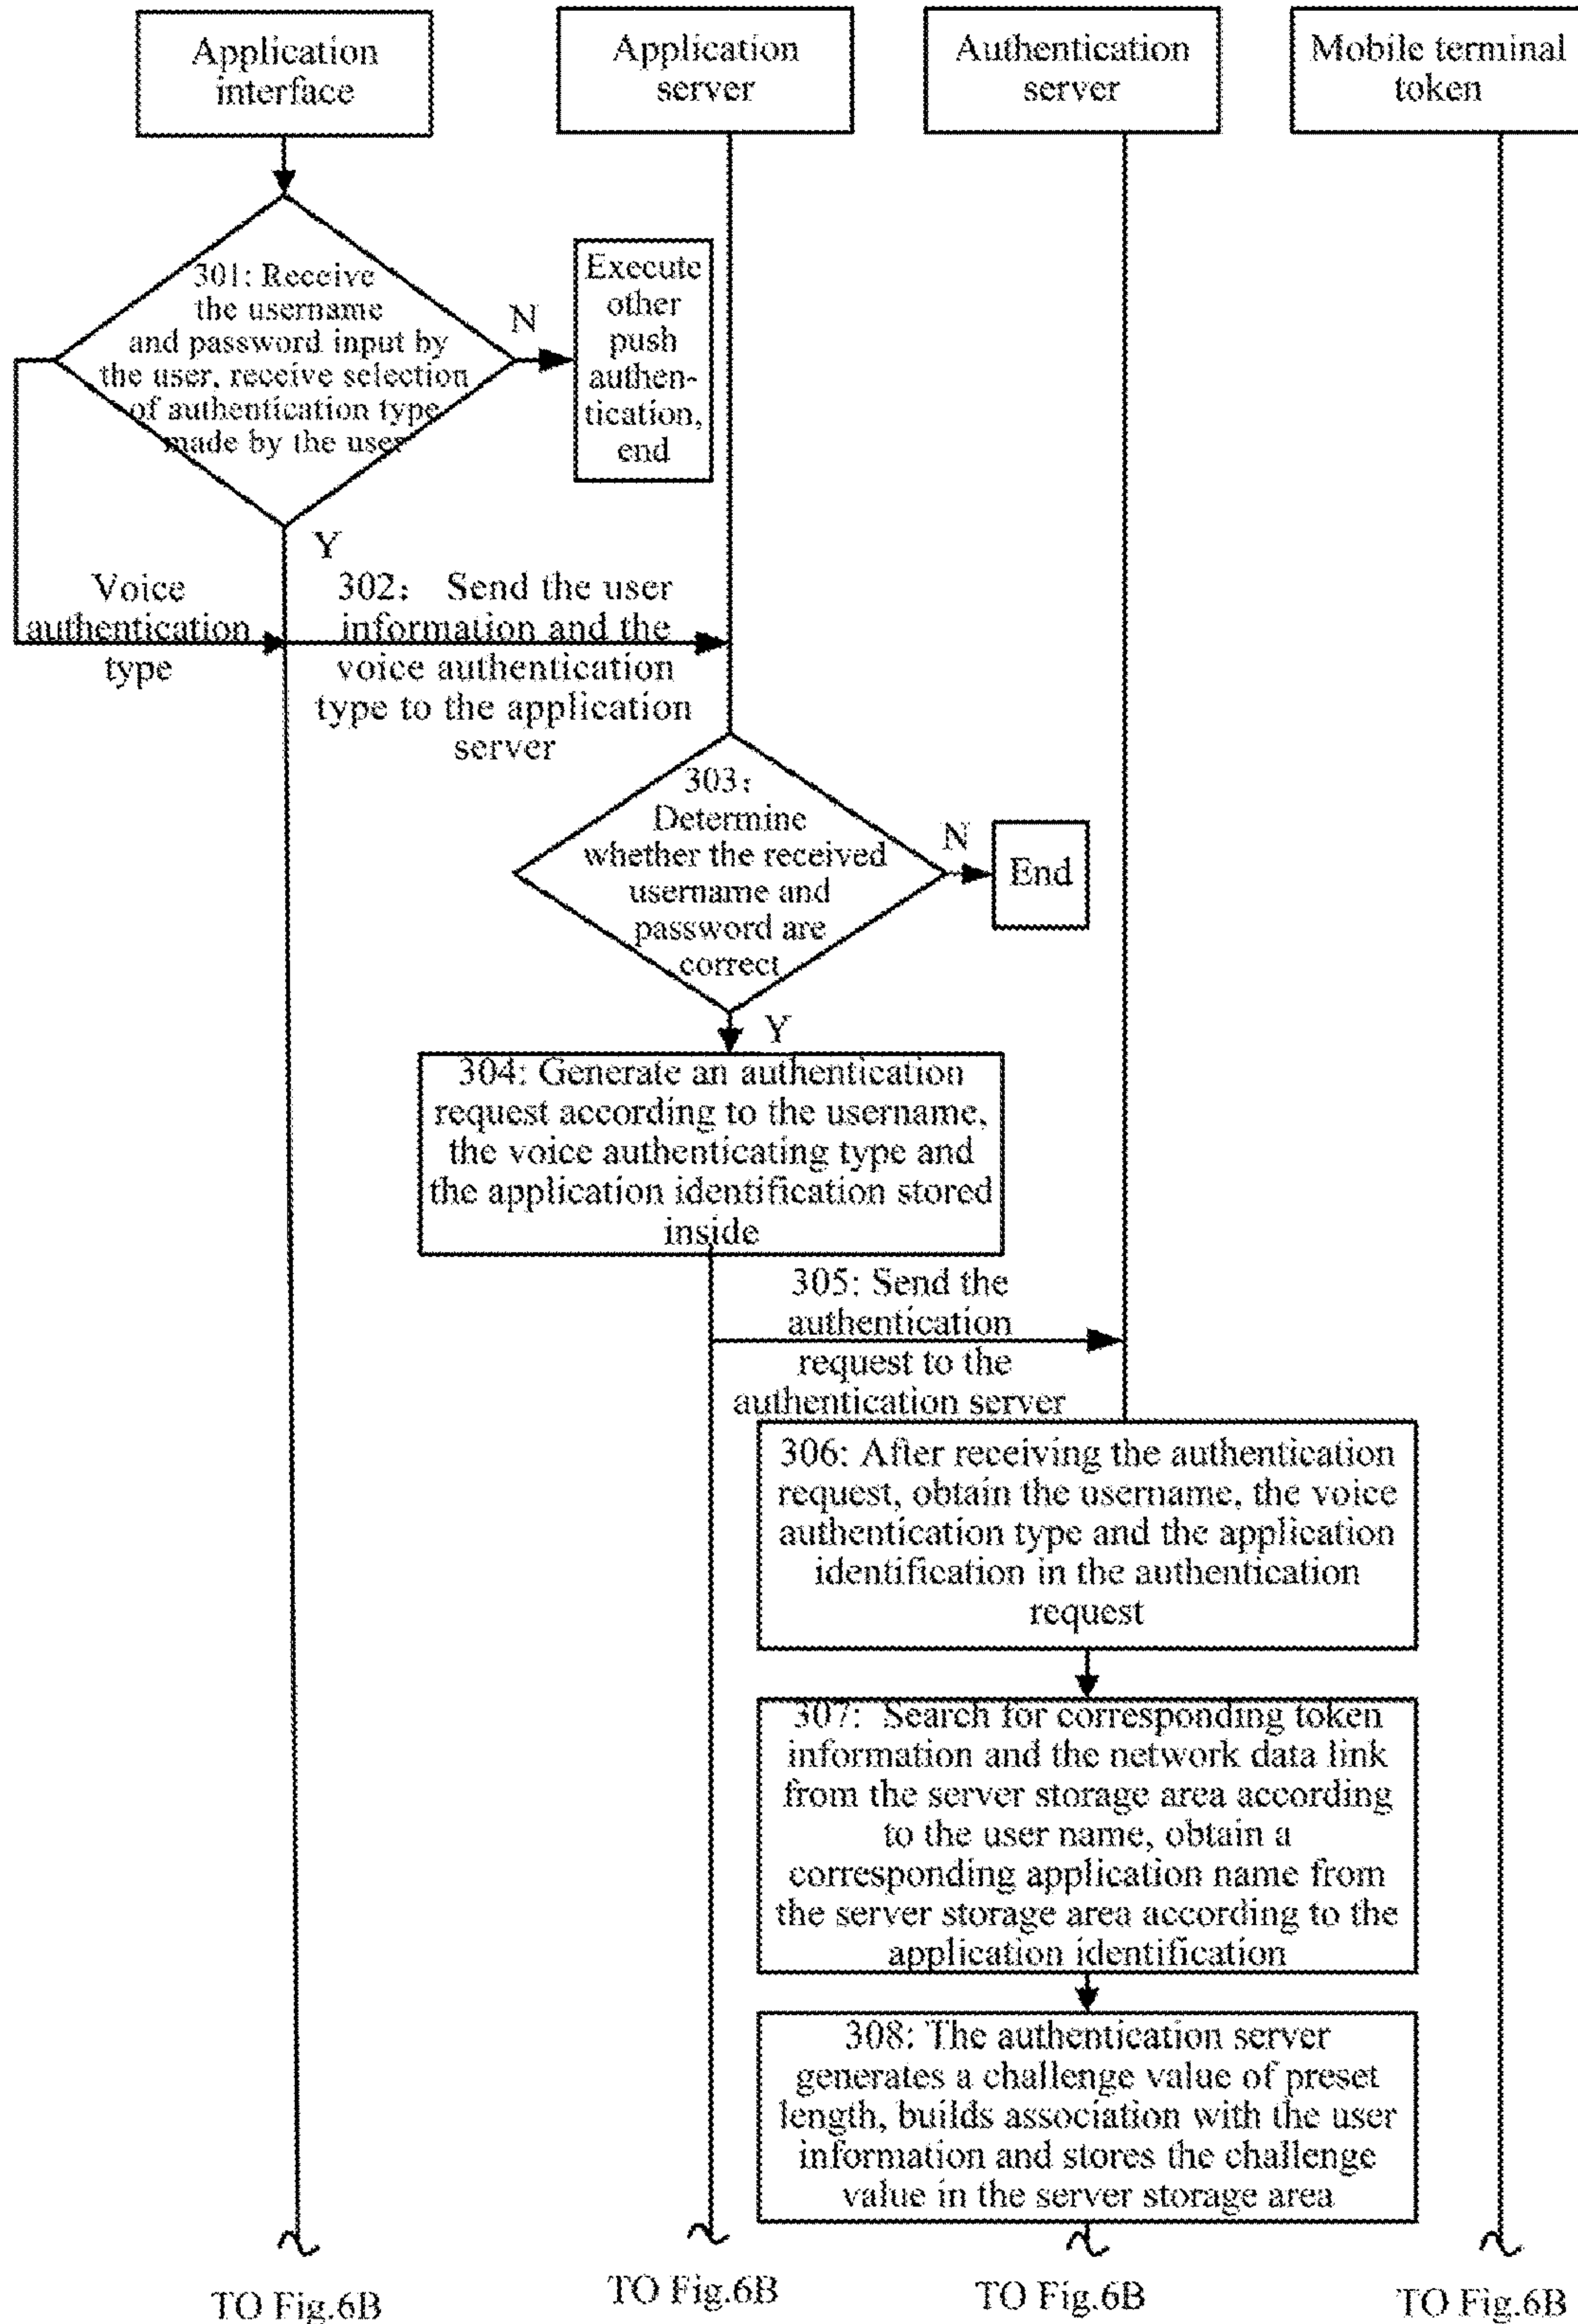 Application
interface
Application
server
Authentication
server
Mobile terminal
token
301: Receive
the username
and password input by
the user, receive selection
of authentication type
made by the user
N
Execute
other
push
authen-
tication,
end
Y
Voice
authentication
type
302: Send the user
information and the
voice authentication
type to the application
server
303:
Determine
whether the received
username and
password are
correct
N
End
Y
304: Generate an authentication
request according to the username,
the voice authenticating type and
the application identification stored
inside
305: Send the
authentication
request to the
authentication server
306: After receiving the authentication
request, obtain the username, the voice
authentication type and the application
identification in the authentication
request
307: Search for corresponding token
information and the network data link
from the server storage area according
to the user name, obtain a
corresponding application name from
the server storage area according to the
application identification
308: The authentication server
generates a challenge value of preset
length, builds association with the user
information and stores the challenge
value in the server storage area
TO Fig.6B
TO Fig.6B
TO Fig.6B
TO Fig.6B